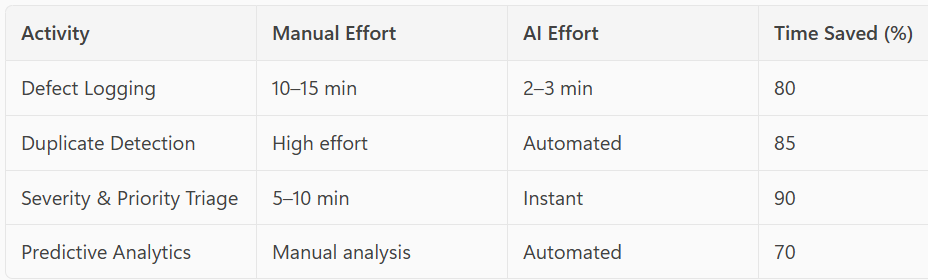 Activity Manual Effort AI Effort Time Saved (%)
Defect Logging 10–15 min 2–3 min 80
Duplicate Detection High effort Automated 85
Severity & Priority Triage 5–10 min Instant 90
Predictive Analytics Manual analysis Automated 70